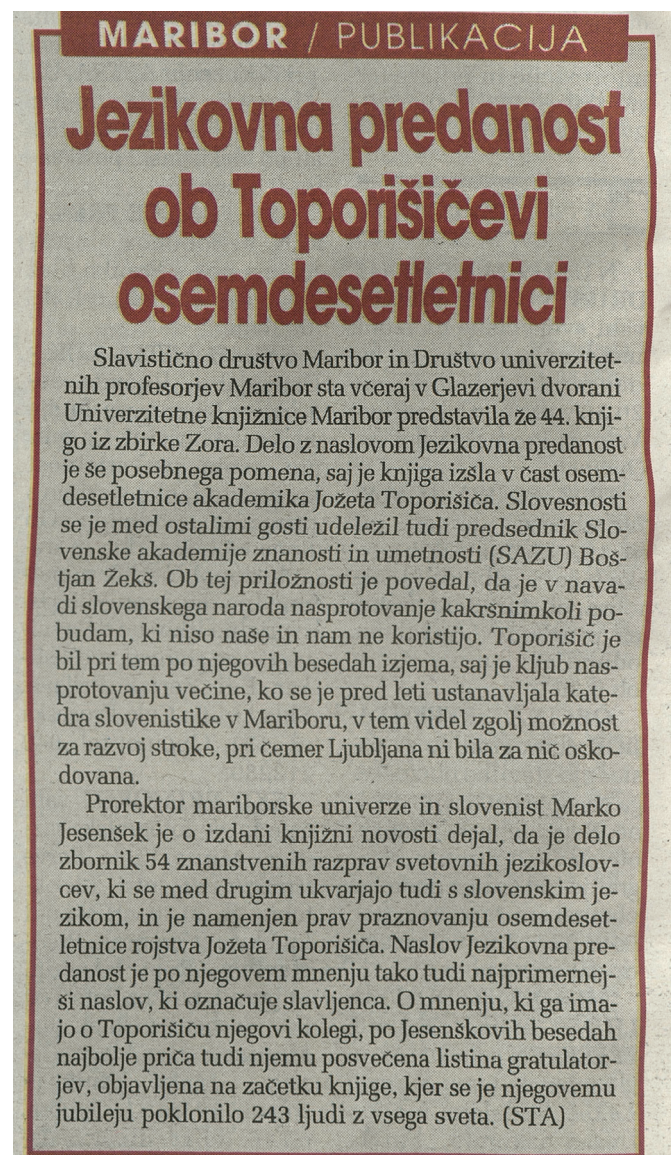 MARIBOR / PUBLIKACIJA
Jezikovna predanost
ob Toporišičevi
osemdesetletnici
Slavistično društvo Maribor in Društvo univerzitet-
nih profesorjev Maribor sta včeraj v Glazerjevi dvorani
Univerzitetne knjižnice Maribor predstavila že 44. knji-
go iz zbirke Zora. Delo z naslovom Jezikovna predanost
je še posebnega pomena, saj je knjiga izšla v čast osem-
desetletnice akademika Jožeta Toporišiča. Slovesnosti
se je med ostalimi gosti udeležil tudi predsednik Slo-
venske akademije znanosti in umetnosti (SAZU) Boš-
tjan Žekš. Ob tej priložnosti je povedal, da je v nava-
di slovenskega naroda nasprotovanje kakršnimkoli po-
budam, ki niso naše in nam ne koristijo. Toporišič je
bil pri tem po njegovih besedah izjema, saj je kljub nas-
protovanju večine, ko se je pred leti ustanavljala kate-
dra slovenistike v Mariboru, v tem videl zgolj možnost
za razvoj stroke, pri čemer Ljubljana ni bila za nič oško-
dovana.
Prorektor mariborske univerze in slovenist Marko
Jesenšek je o izdani knjižni novosti dejal, da je delo
zbornik 54 znanstvenih razprav svetovnih jezikoslov-
cev, ki se med drugim ukvarjajo tudi s slovenskim je-
zikom, in je namenjen prav praznovanju osemdeset-
letnice rojstva Jožeta Toporišiča. Naslov Jezikovna pre-
danost je po njegovem mnenju tako tudi najprimernej-
ši naslov, ki označuje slavljenca. O mnenju, ki ga ima-
jo o Toporišiču njegovi kolegi, po Jesenškovih besedah
najbolje priča tudi njemu posvečena listina gratulator-
jev, objavljena na začetku knjige, kjer se je njegovemu
jubileju poklonilo 243 ljudi z vsega sveta. (STA)